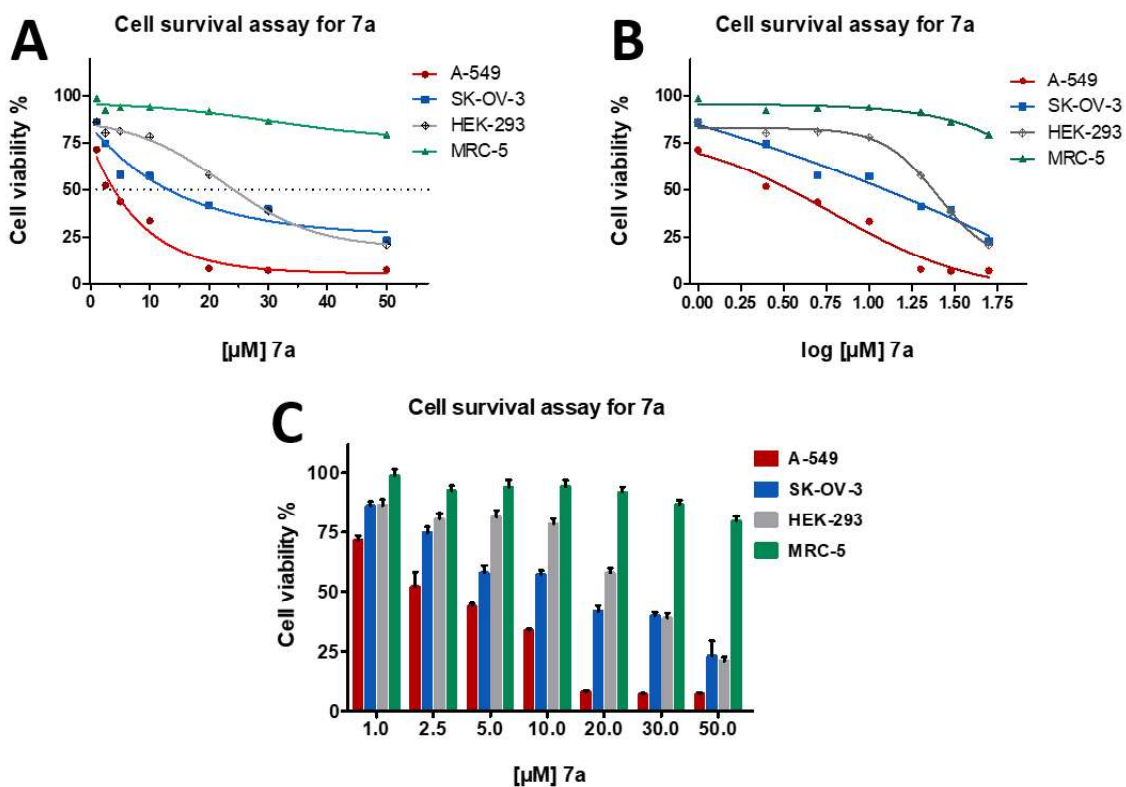 A
Cell survival assay for 7a
Cell viability %
100
75
50
25
0
0
10
20
30
40
50
[µM] 7a
A-549
SK-OV-3
HEK-293
MRC-5
B
Cell survival assay for 7a
Cell viability %
100
75
50
25
0
0.00
0.25
0.50
0.75
1.00
1.25
1.50
1.75
log [µM] 7a
A-549
SK-OV-3
HEK-293
MRC-5
C
Cell survival assay for 7a
Cell viability %
100
75
50
25
0
1.0
2.5
5.0
10.0
20.0
30.0
50.0
[µM] 7a
A-549
SK-OV-3
HEK-293
MRC-5